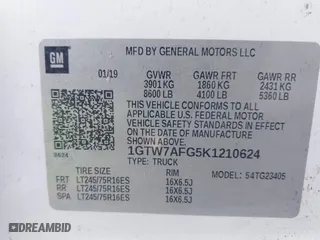 GM
MFD BY GENERAL MOTORS LLC
01/19 GVWR GAWR FRT GAWR RR
3901 KG 1860 KG 2431 KG
8600 LB 4100 LB 5360 LB
THIS VEHICLE CONFORMS TO ALL APPLICABLE
U.S. FEDERAL MOTOR VEHICLE SAFETY
STANDARDS IN EFFECT ON THE DATE OF
MANUFACTURE SHOWN ABOVE.
1GTW7AFG5K1210624
TYPE: TRUCK
TIRE SIZE RIM
FRT LT245/75R16ES 16X6.5J
RR LT245/75R16ES 16X6.5J
SPA LT245/75R16ES 16X6.5J